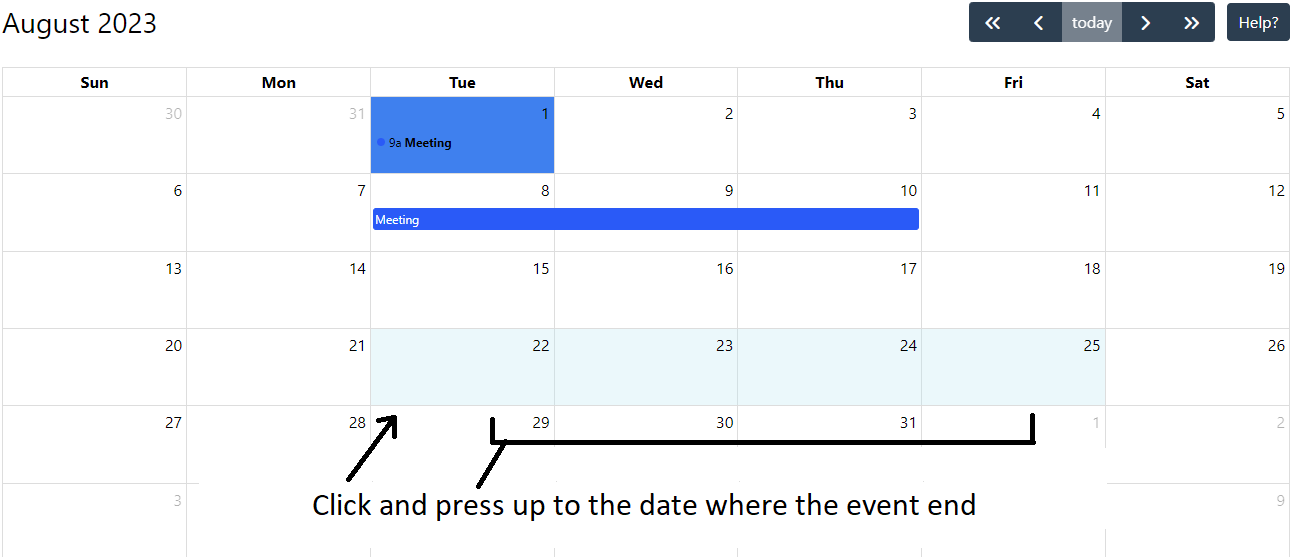 August 2023
today
Help?
Sun Mon Tue Wed Thu Fri Sat
30 31 1 2 3 4 5
9a Meeting
6 7 8 9 10 11 12
Meeting
13 14 15 16 17 18 19
20 21 22 23 24 25 26
27 28 29 30 31 1 2
3 9
Click and press up to the date where the event end